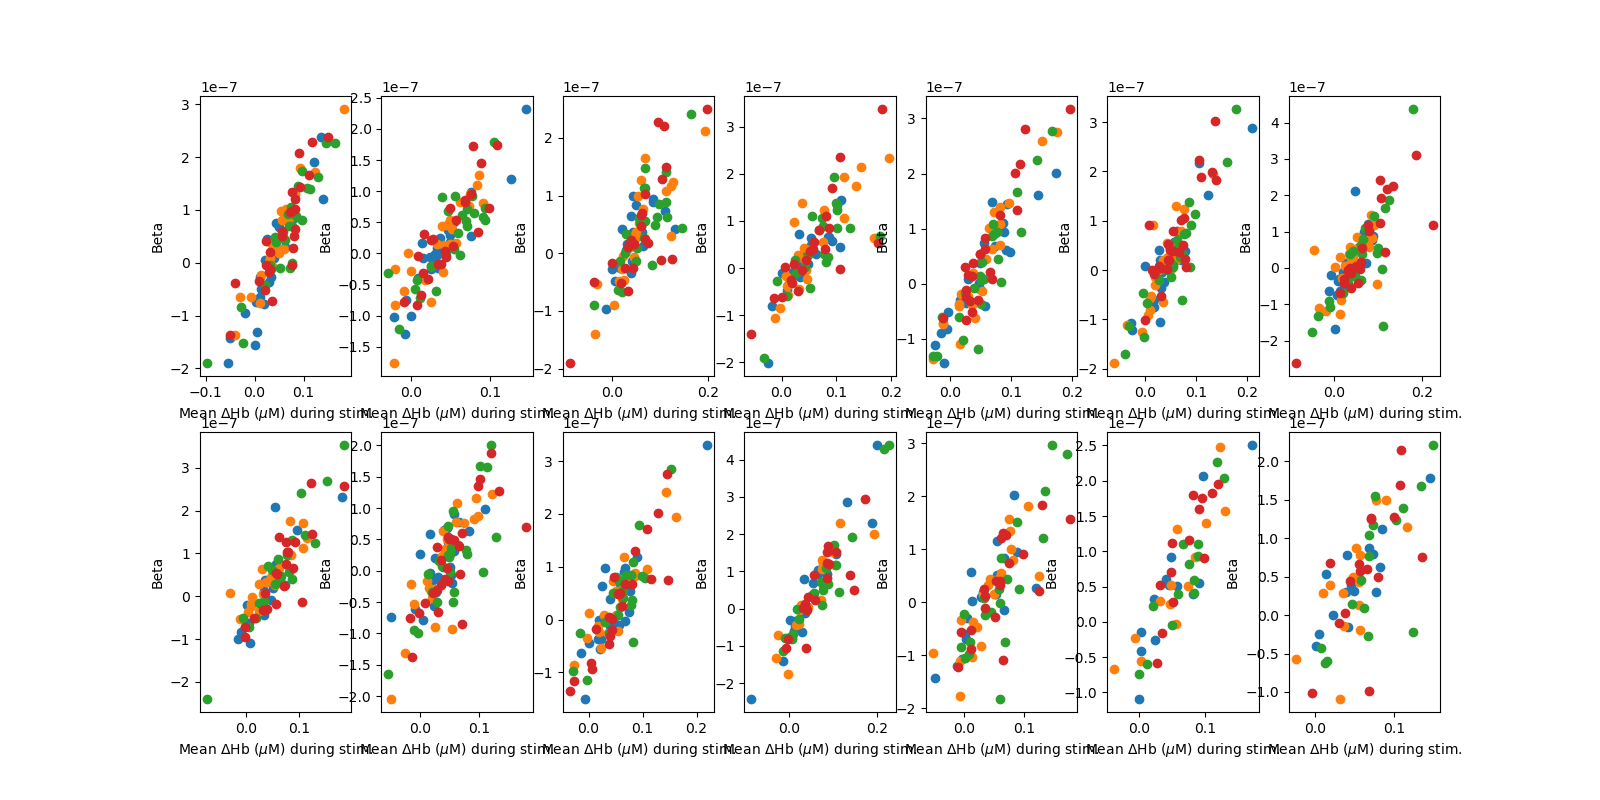 1e−7 1e−7 1e−7 1e−7 1e−7 1e−7 1e−7
Beta Beta Beta Beta Beta Beta Beta
3 2 1 0 −1 −2
2.5 2.0 1.5 1.0 0.5 0.0 −0.5 −1.0 −1.5
2 1 0 −1 −2
3 2 1 0 −1 −2
3 2 1 0 −1
3 2 1 0 −1 −2
4 3 2 1 0 −1 −2
−0.1 0.0 0.1 0.0 0.1 0.0 0.2 0.0 0.1 0.2 0.0 0.1 0.2 0.0 0.1 0.2 0.0 0.2
Mean ΔHb (μM) during stim. Mean ΔHb (μM) during stim. Mean ΔHb (μM) during stim. Mean ΔHb (μM) during stim. Mean ΔHb (μM) during stim. Mean ΔHb (μM) during stim. Mean ΔHb (μM) during stim.
1e−7 1e−7 1e−7 1e−7 1e−7 1e−7 1e−7
Beta Beta Beta Beta Beta Beta Beta
3 2 1 0 −1 −2
2.0 1.5 1.0 0.5 0.0 −0.5 −1.0 −1.5 −2.0
3 2 1 0 −1
4 3 2 1 0 −1 −2
3 2 1 0 −1 −2
2.5 2.0 1.5 1.0 0.5 0.0 −0.5 −1.0
2.0 1.5 1.0 0.5 0.0 −0.5 −1.0
0.0 0.1 0.0 0.1 0.0 0.1 0.2 0.0 0.1 0.2 0.0 0.1 0.0 0.1 0.0 0.1
Mean ΔHb (μM) during stim. Mean ΔHb (μM) during stim. Mean ΔHb (μM) during stim. Mean ΔHb (μM) during stim. Mean ΔHb (μM) during stim. Mean ΔHb (μM) during stim. Mean ΔHb (μM) during stim.